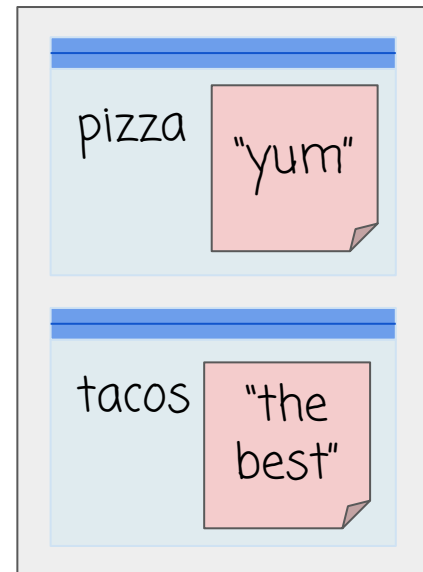 pizza
"yum"
tacos
"the
best"